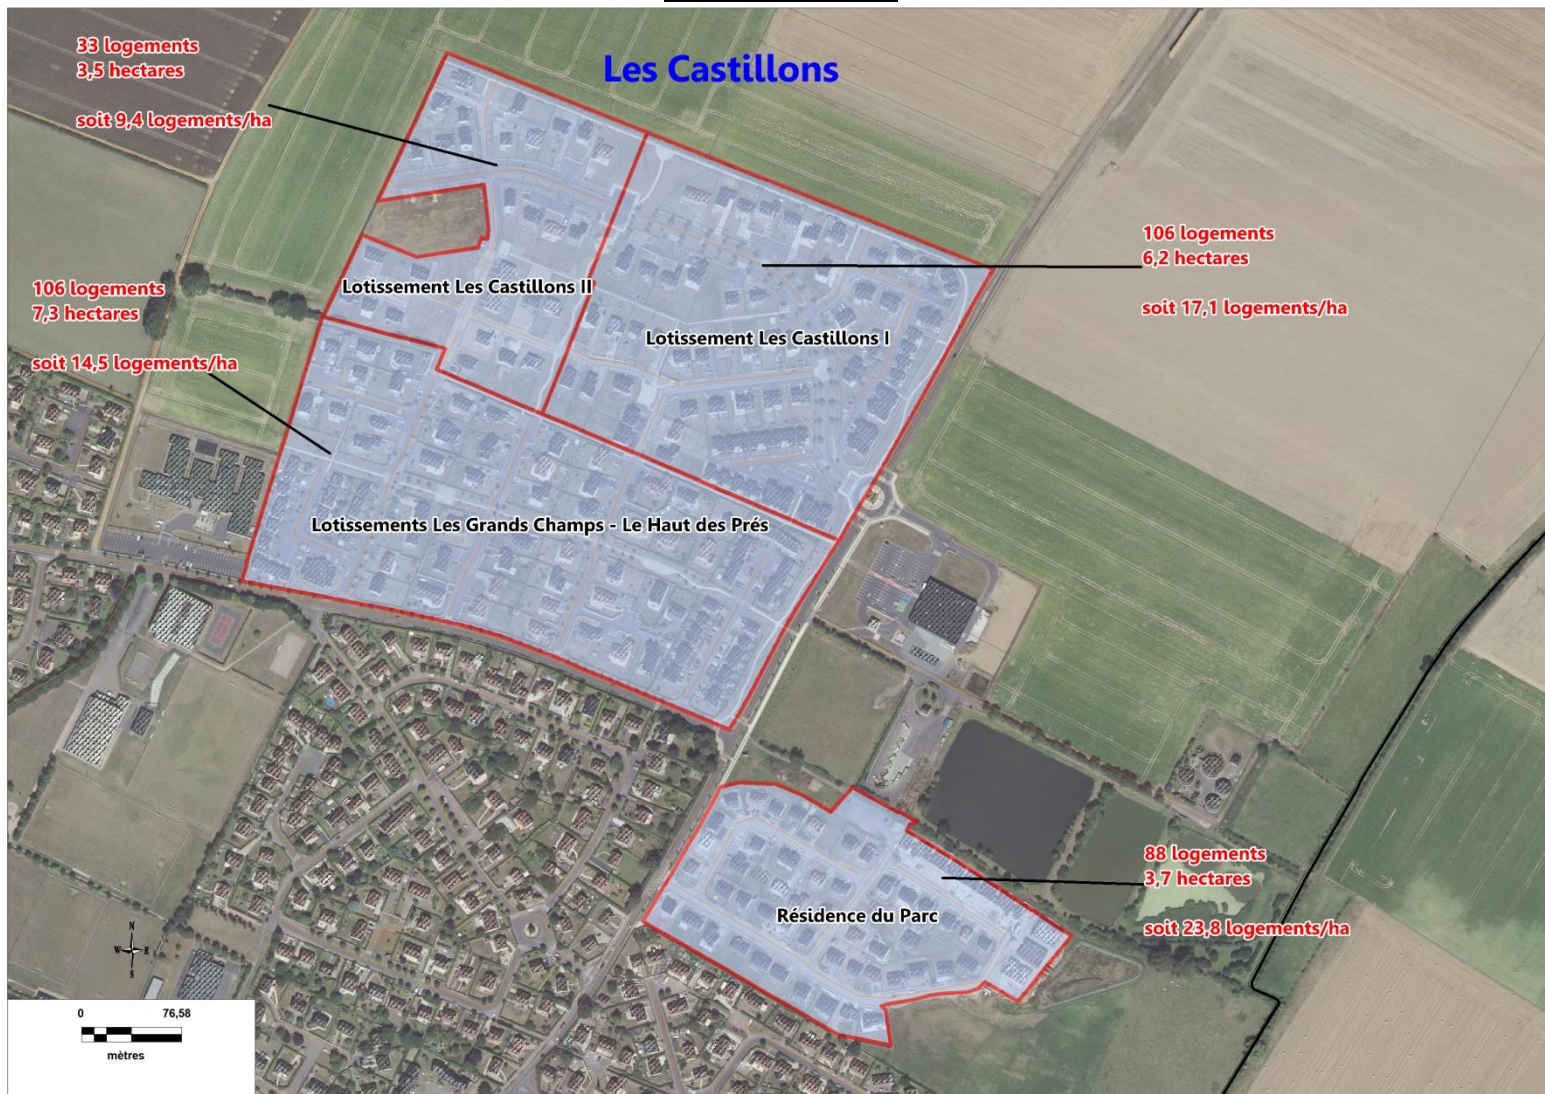 Les Castillons
33 logements
3,5 hectares
soit 9,4 logements/ha
106 logements
6,2 hectares
soit 17,1 logements/ha
106 logements
7,3 hectares
soit 14,5 logements/ha
Lotissement Les Castillons II
Lotissement Les Castillons I
Lotissements Les Grands Champs - Le Haut des Prés
88 logements
3,7 hectares
soit 23,8 logements/ha
Résidence du Parc
N
W E
S
0 76,58
mètres